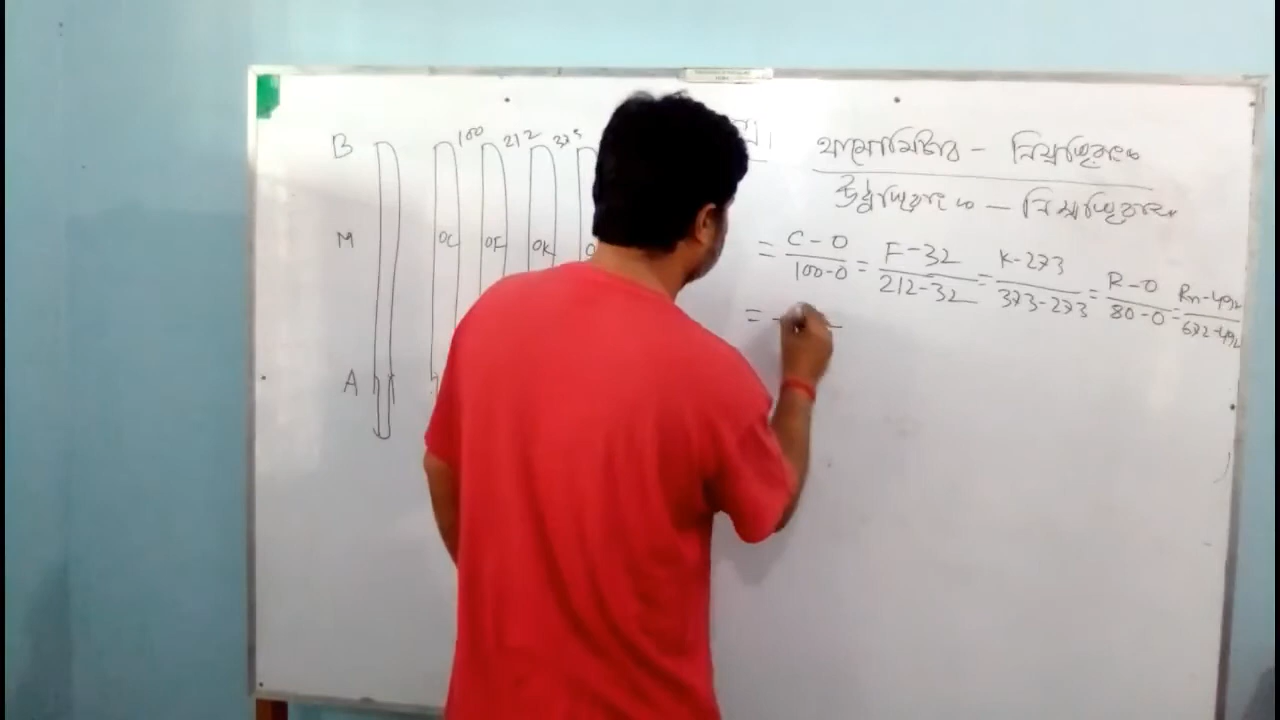 B 100 212 373
M 0C 0F 0K
A
থার্মোমিটার - নিম্নস্থিরাংক
ঊর্ধ্বস্থিরাংক - নিম্নস্থিরাংক
= C-0 / 100-0 = F-32 / 212-32 = K-273 / 373-273 = R-0 / 80-0 = Rn-492 / 672-492
=